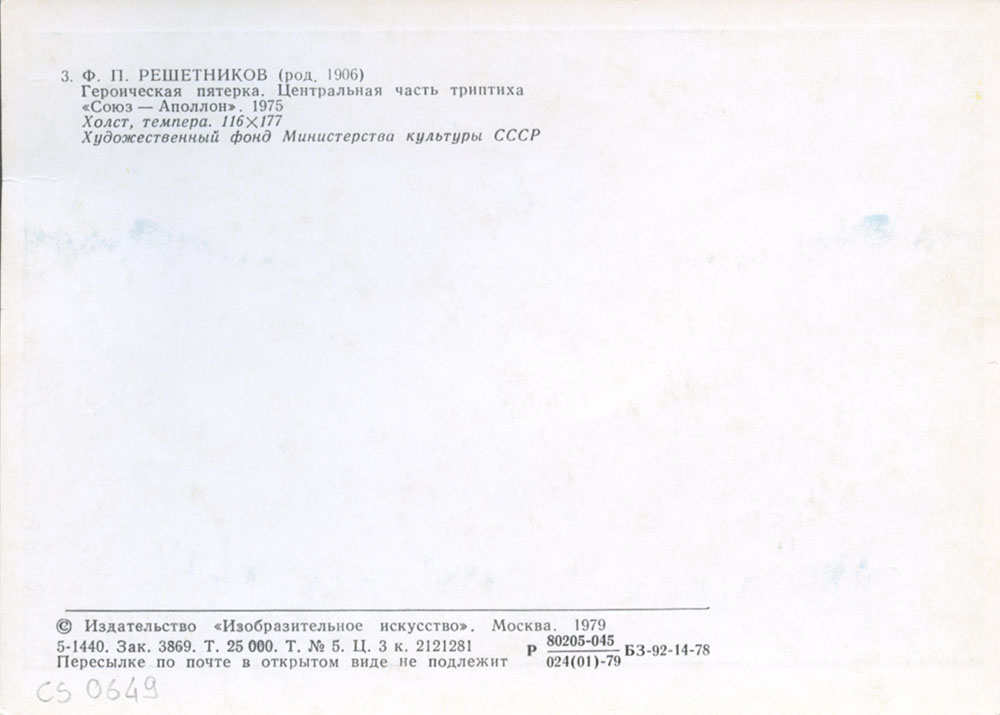 3. Ф. П. РЕШЕТНИКОВ (род. 1906)
Героическая пятерка. Центральная часть триптиха
«Союз — Аполлон». 1975
Холст, темпера. 116×177
Художественный фонд Министерства культуры СССР
© Издательство «Изобразительное искусство». Москва. 1979
5-1440. Зак. 3869. Т. 25 000. Т. № 5. Ц. 3 к. 2121281
Пересылке по почте в открытом виде не подлежит
Р 80205-045 БЗ-92-14-78
024(01)-79
CS 0649